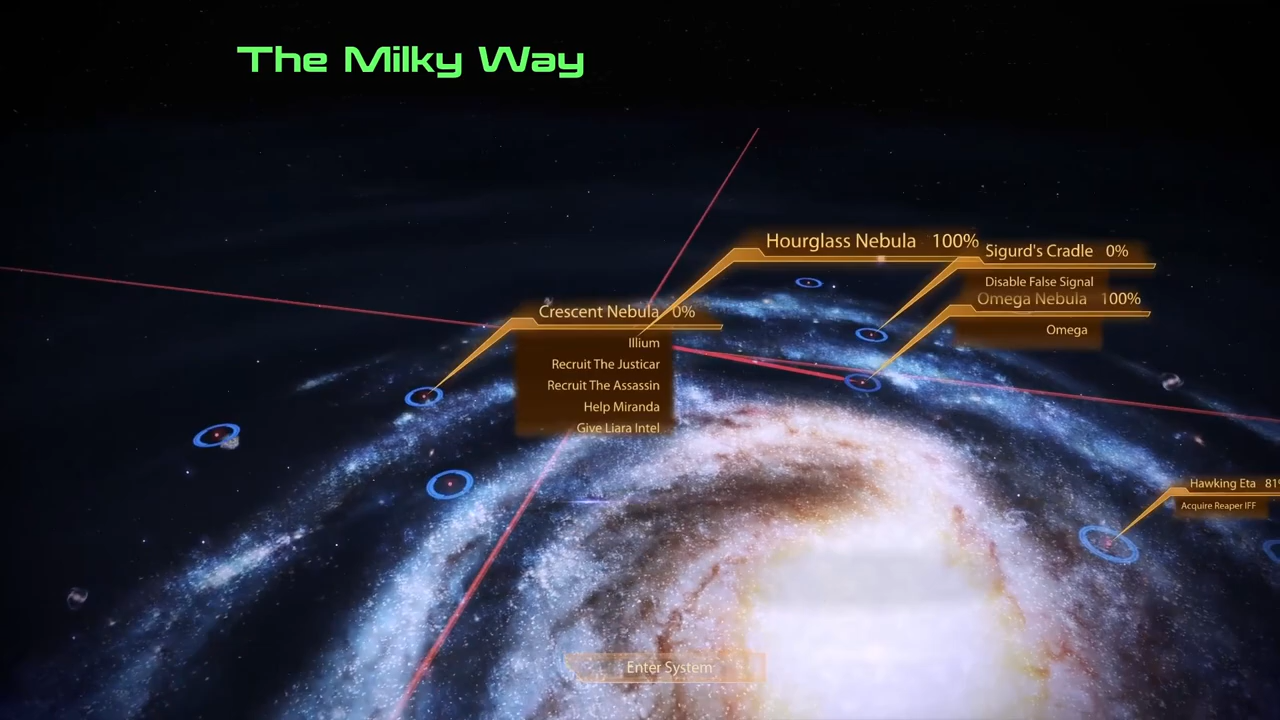 The Milky Way
Hourglass Nebula 100%
Sigurd's Cradle 0%
Disable False Signal
Omega Nebula 100%
Omega
Crescent Nebula 0%
Illium
Recruit The Justicar
Recruit The Assassin
Help Miranda
Give Liara Intel
Hawking Eta 81%
Acquire Reaper IFF
Enter System